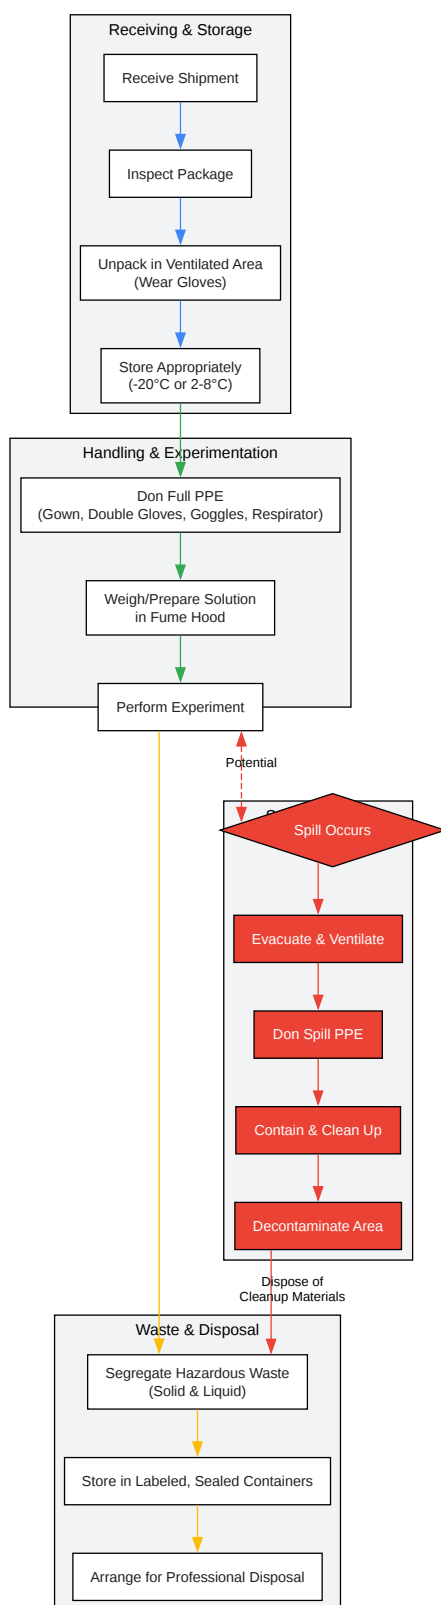 Receiving & Storage
Receive Shipment
Inspect Package
Unpack in Ventilated Area
(Wear Gloves)
Store Appropriately
(-20°C or 2-8°C)
Handling & Experimentation
Don Full PPE
(Gown, Double Gloves, Goggles, Respirator)
Weigh/Prepare Solution
in Fume Hood
Perform Experiment
Potential
Spill Occurs
Evacuate & Ventilate
Don Spill PPE
Contain & Clean Up
Decontaminate Area
Dispose of
Cleanup Materials
Waste & Disposal
Segregate Hazardous Waste
(Solid & Liquid)
Store in Labeled, Sealed Containers
Arrange for Professional Disposal